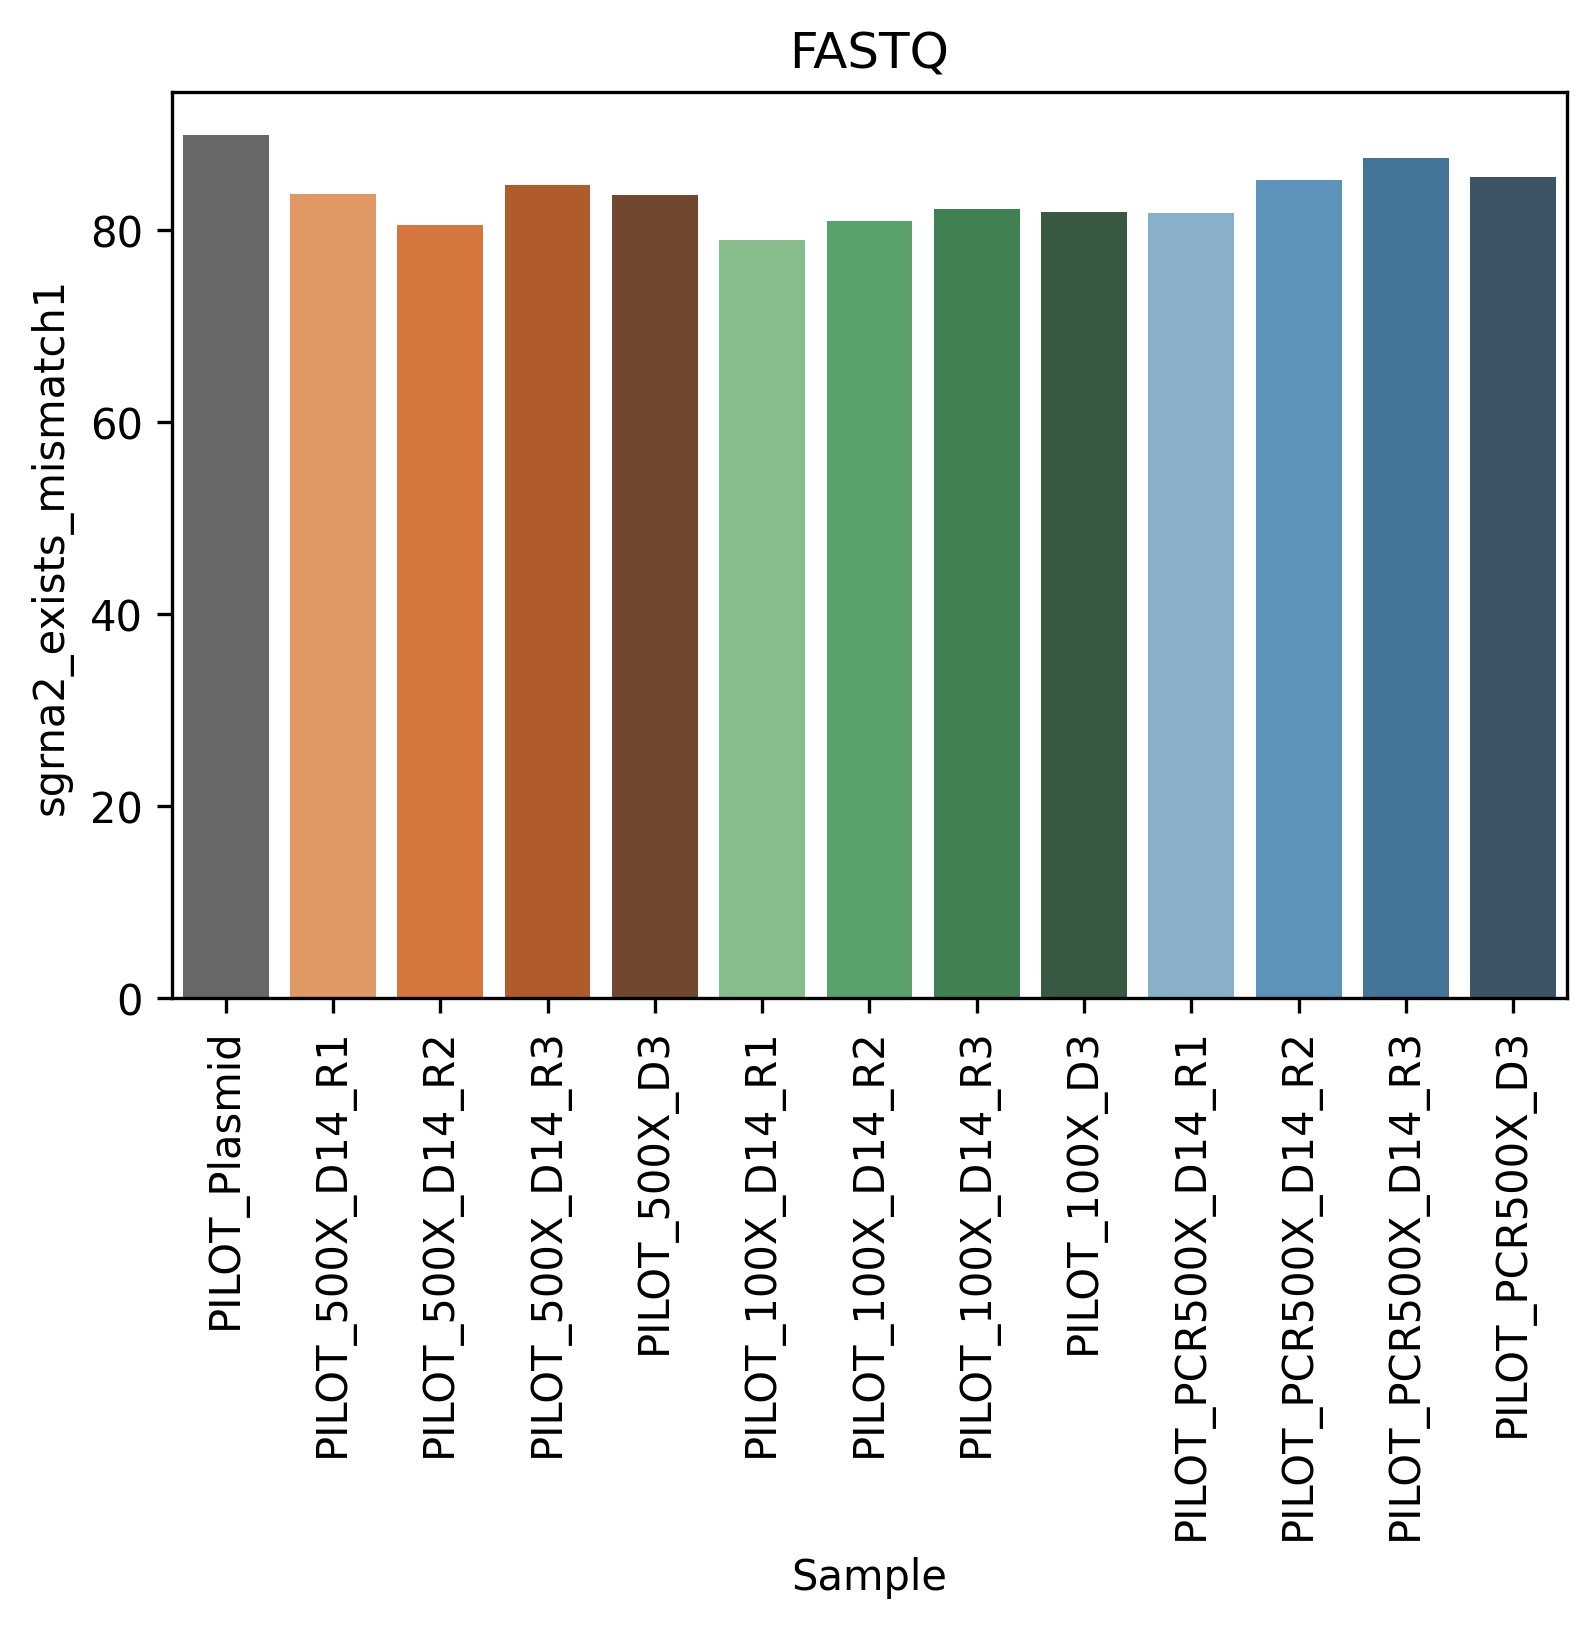 FASTQ
sgrna2_exists_mismatch1
80
60
40
20
0
PILOT_Plasmid
PILOT_500X_D14_R1
PILOT_500X_D14_R2
PILOT_500X_D14_R3
PILOT_500X_D3
PILOT_100X_D14_R1
PILOT_100X_D14_R2
PILOT_100X_D14_R3
PILOT_100X_D3
PILOT_PCR500X_D14_R1
PILOT_PCR500X_D14_R2
PILOT_PCR500X_D14_R3
PILOT_PCR500X_D3
Sample